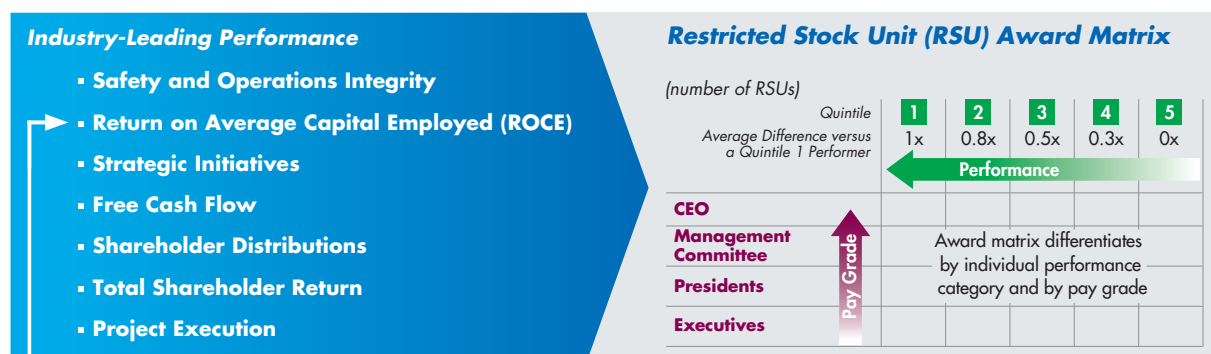 Industry-Leading Performance
▪ Safety and Operations Integrity
▪ Return on Average Capital Employed (ROCE)
▪ Strategic Initiatives
▪ Free Cash Flow
▪ Shareholder Distributions
▪ Total Shareholder Return
▪ Project Execution
Restricted Stock Unit (RSU) Award Matrix
(number of RSUs)
Quintile 1 2 3 4 5
Average Difference versus
a Quintile 1 Performer
1x 0.8x 0.5x 0.3x 0x
Performance
CEO
Management
Committee
Presidents
Executives
Pay Grade
Award matrix differentiates
by individual performance
category and by pay grade